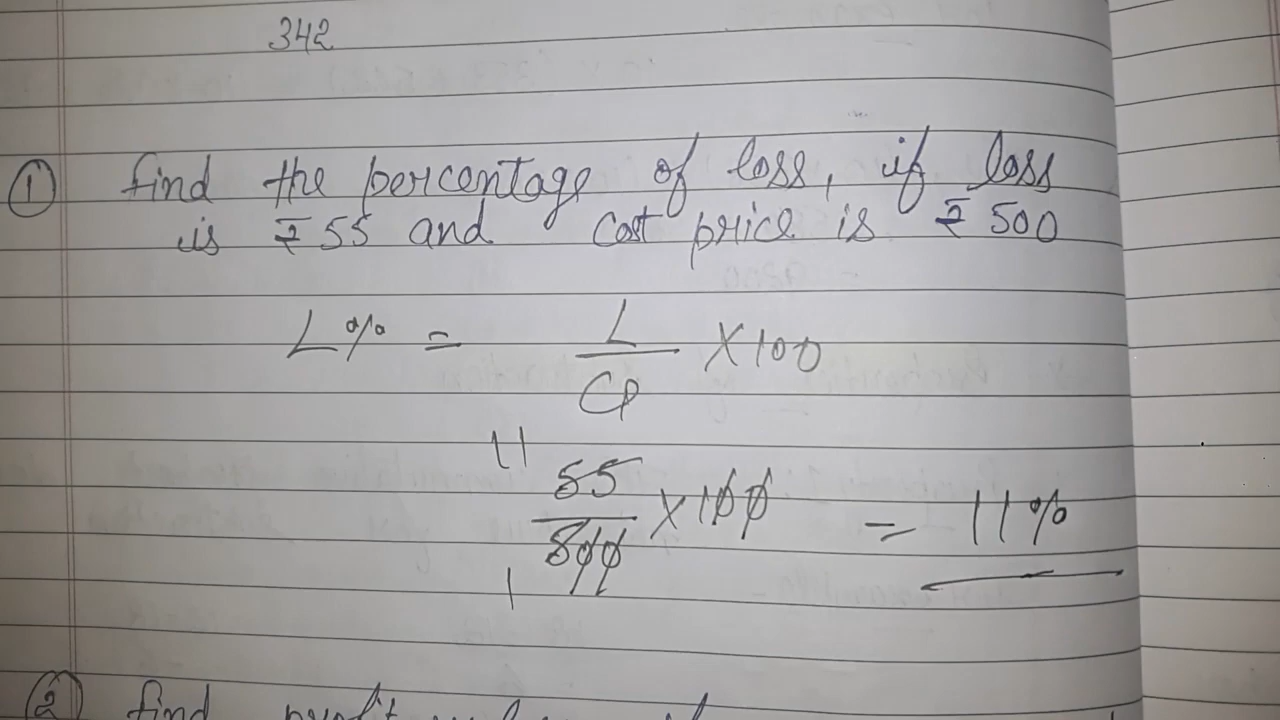 342
① find the percentage of loss, if loss
is ₹ 55 and cost price is ₹ 500
L% = L/CP X 100
11
55/500 X 100 = 11%
1
② find profit